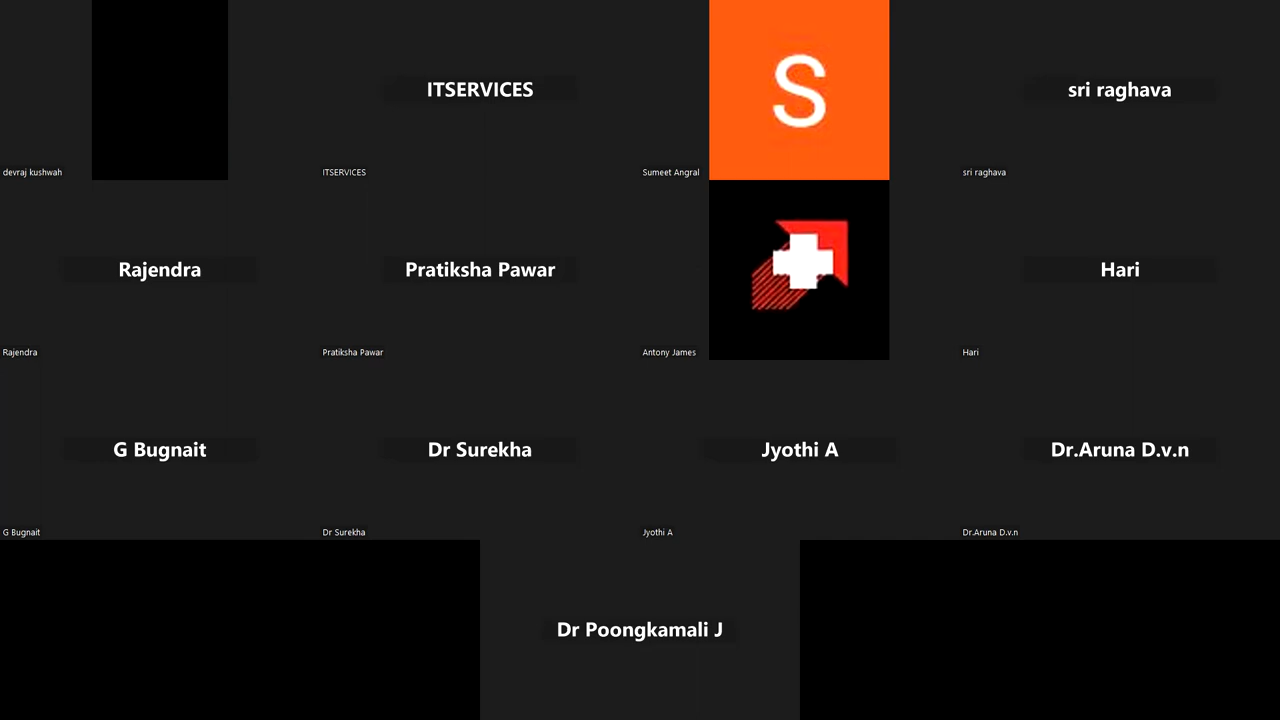 ITSERVICES
S
sri raghava
devraj kushwah
ITSERVICES
Sumeet Angral
sri raghava
Rajendra
Pratiksha Pawar
Hari
Rajendra
Pratiksha Pawar
Antony James
Hari
G Bugnait
Dr Surekha
Jyothi A
Dr.Aruna D.v.n
G Bugnait
Dr Surekha
Jyothi A
Dr.Aruna D.v.n
Dr Poongkamali J